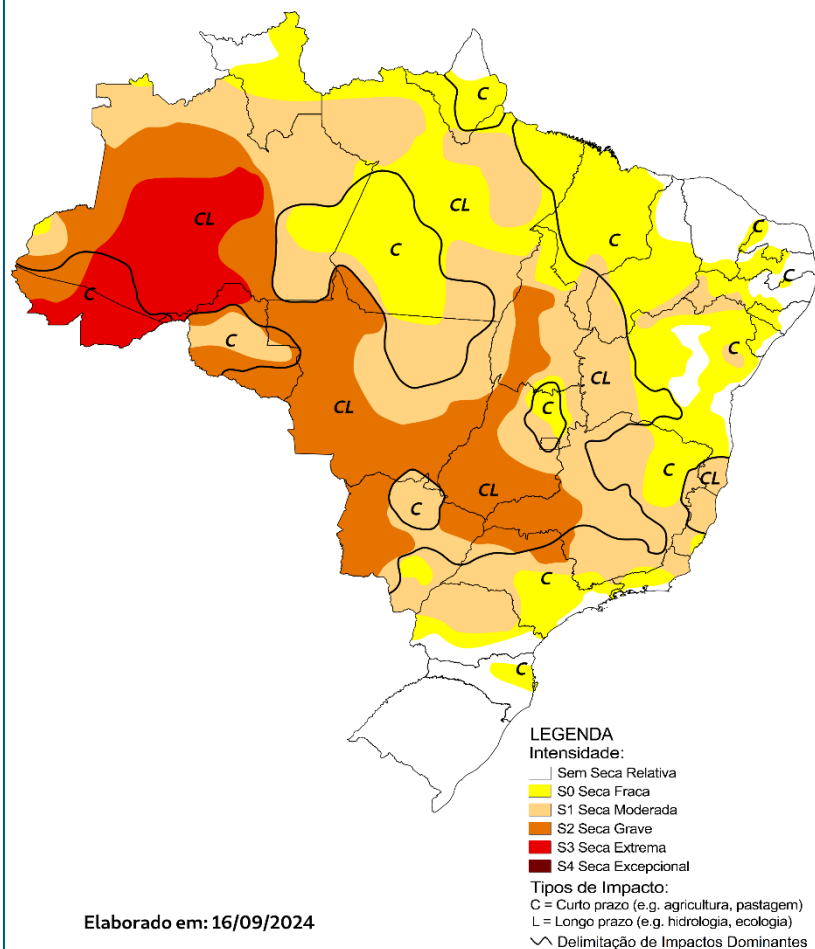 C
C
CL
C
CL
C
C
C
C
C
C
CL
CL
C
C
CL
CL
C
C
C
LEGENDA
Intensidade:
Sem Seca Relativa
S0 Seca Fraca
S1 Seca Moderada
S2 Seca Grave
S3 Seca Extrema
S4 Seca Excepcional
Tipos de Impacto:
C = Curto prazo (e.g. agricultura, pastagem)
L = Longo prazo (e.g. hidrologia, ecologia)
Delimitação de Impactos Dominantes
Elaborado em: 16/09/2024